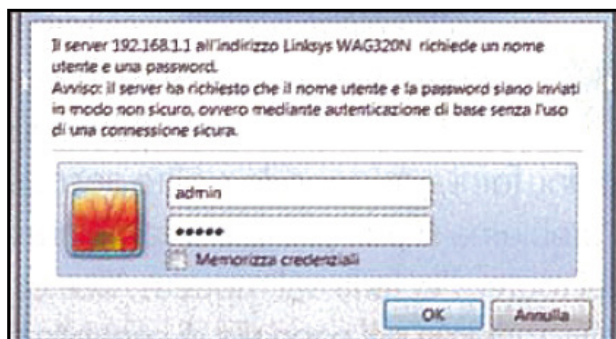 Il server 192.168.1.1 all'indirizzo Linksys WAG320N richiede un nome
utente e una password.
Avviso: il server ha richiesto che il nome utente e la password siano inviati
in modo non sicuro, ovvero mediante autenticazione di base senza l'uso
di una connessione sicura.
admin
•••••
Memorizza credenziali
OK
Annulla